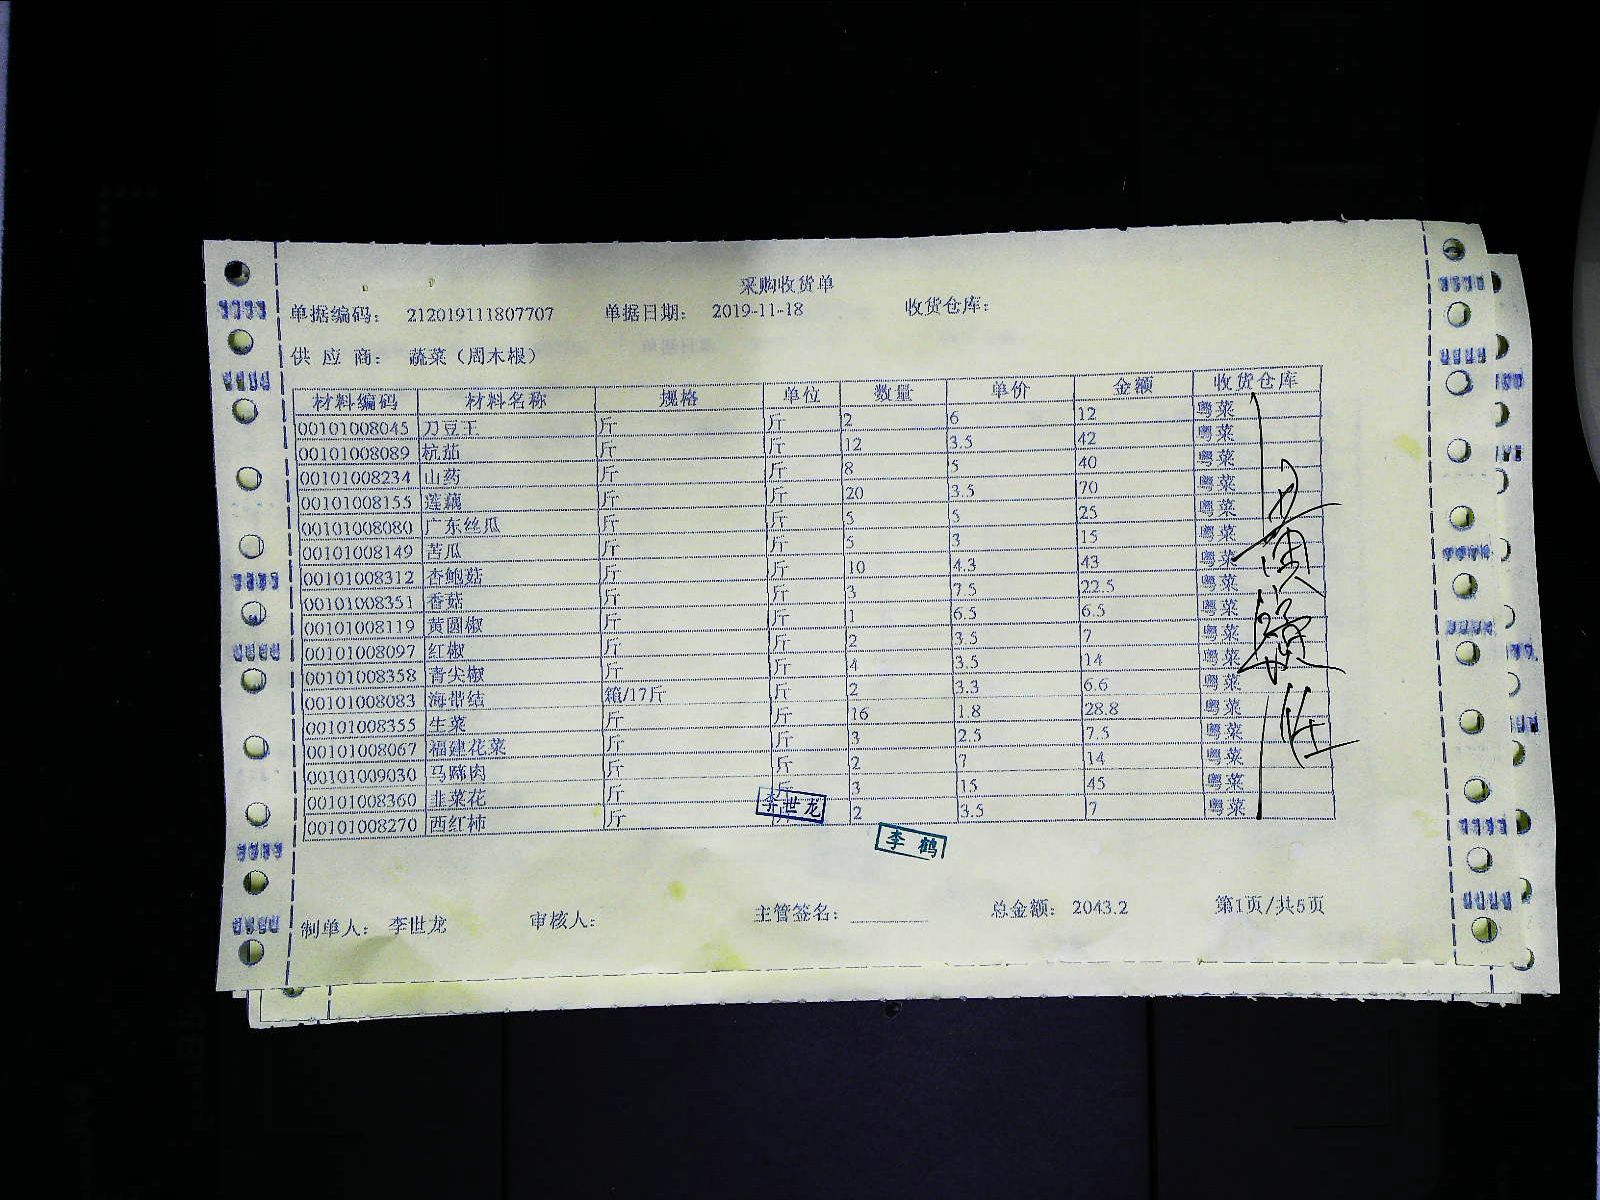 采购收货单
单据编码： 212019111807707 单据日期： 2019-11-18 收货仓库：
供 应 商： 蔬菜（周木根）
材料编码 材料名称 规格 单位 数量 单价 金额 收货仓库
00101008045 刀豆王 斤 斤 2 6 12 粤菜
00101008089 杭茄 斤 斤 12 3.5 42 粤菜
00101008234 山药 斤 斤 8 5 40 粤菜
00101008155 莲藕 斤 斤 20 3.5 70 粤菜
00101008080 广东丝瓜 斤 斤 5 5 25 粤菜
00101008149 苦瓜 斤 斤 5 3 15 粤菜
00101008312 杏鲍菇 斤 斤 10 4.3 43 粤菜
00101008351 香菇 斤 斤 3 7.5 22.5 粤菜
00101008119 黄圆椒 斤 斤 1 6.5 6.5 粤菜
00101008097 红椒 斤 斤 2 3.5 7 粤菜
00101008358 青尖椒 斤 斤 4 3.5 14 粤菜
00101008083 海带结 箱/17斤 斤 2 3.3 6.6 粤菜
00101008355 生菜 斤 斤 16 1.8 28.8 粤菜
00101008067 福建花菜 斤 斤 3 2.5 7.5 粤菜
00101009030 马蹄肉 斤 斤 2 7 14 粤菜
00101008360 韭菜花 斤 斤 3 15 45 粤菜
00101008270 西红柿 斤 2 3.5 7 粤菜
李世龙
李鹤
制单人： 李世龙 审核人： 主管签名： 总金额： 2043.2 第1页/共5页